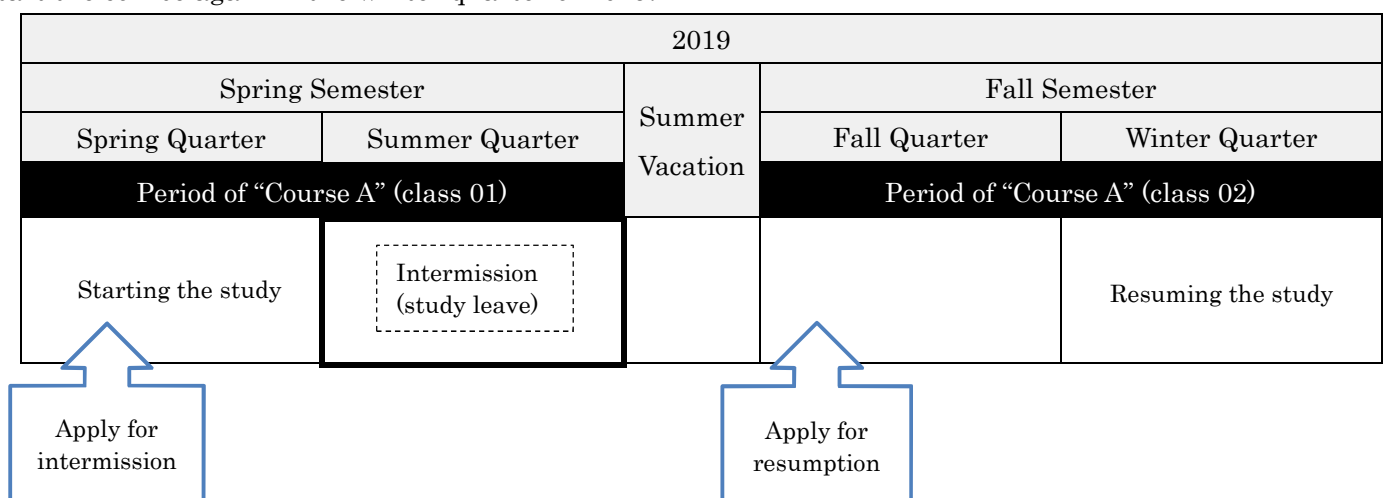 2019
Spring Semester
Summer
Vacation
Fall Semester
Spring Quarter
Summer Quarter
Fall Quarter
Winter Quarter
Period of “Course A” (class 01)
Period of “Course A” (class 02)
Starting the study
Intermission
(study leave)
Resuming the study
Apply for
intermission
Apply for
resumption